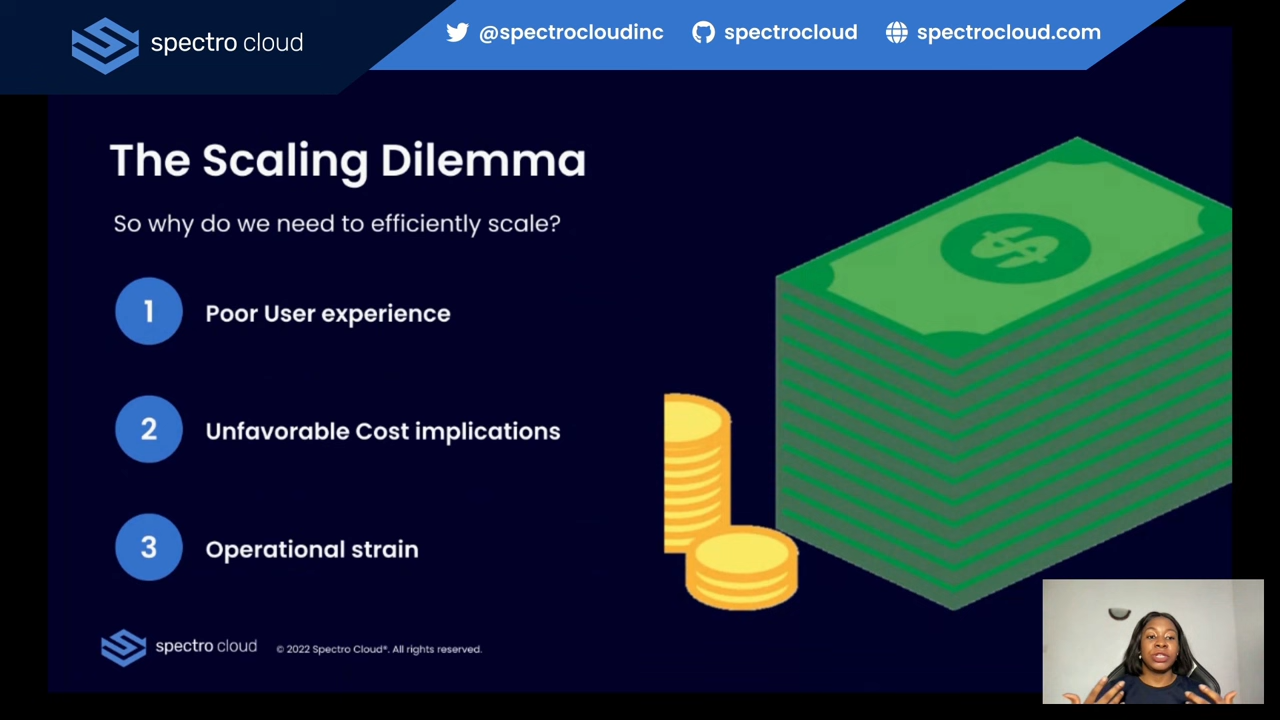 spectro cloud
@spectrocloudinc
spectrocloud
spectrocloud.com
The Scaling Dilemma
So why do we need to efficiently scale?
1
Poor User experience
2
Unfavorable Cost implications
3
Operational strain
spectro cloud
© 2022 Spectro Cloud®. All rights reserved.
$